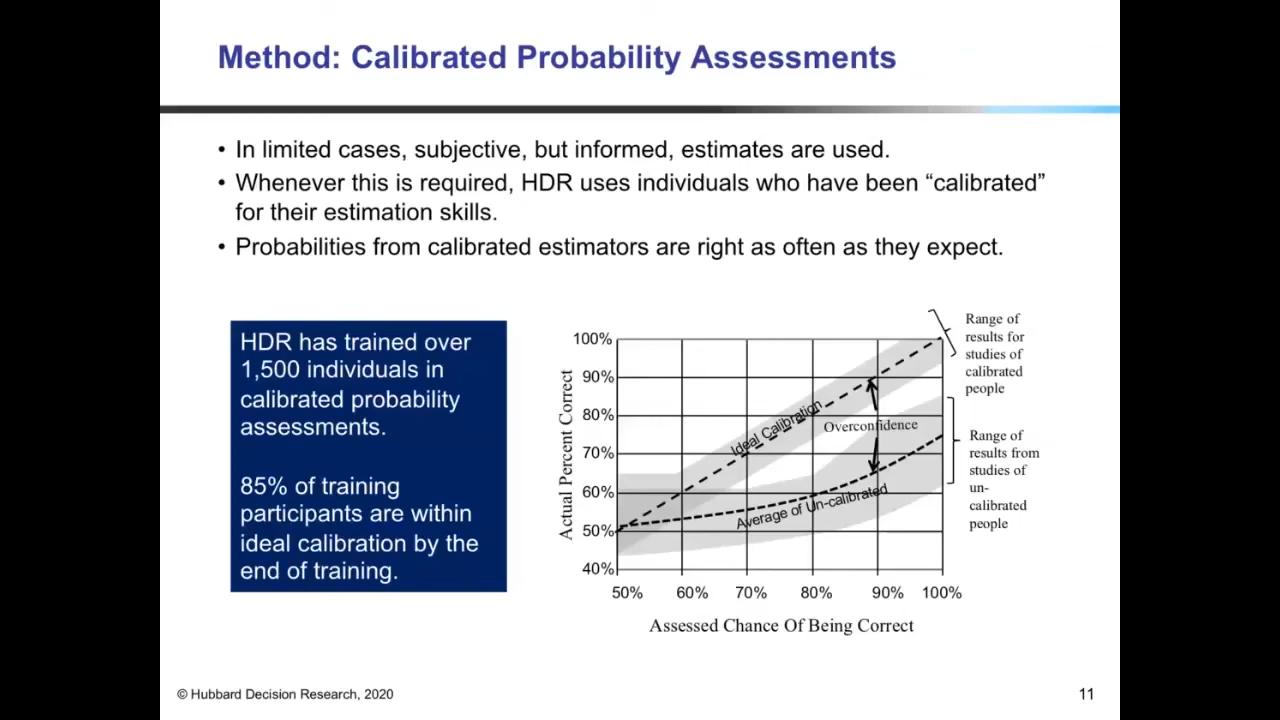 Method: Calibrated Probability Assessments
• In limited cases, subjective, but informed, estimates are used.
• Whenever this is required, HDR uses individuals who have been “calibrated”
for their estimation skills.
• Probabilities from calibrated estimators are right as often as they expect.
HDR has trained over
1,500 individuals in
calibrated probability
assessments.
85% of training
participants are within
ideal calibration by the
end of training.
Actual Percent Correct
100%
90%
80%
70%
60%
50%
40%
Ideal Calibration
Overconfidence
Average of Un-calibrated
50% 60% 70% 80% 90% 100%
Assessed Chance Of Being Correct
Range of
results for
studies of
calibrated
people
Range of
results from
studies of
un-
calibrated
people
© Hubbard Decision Research, 2020
11